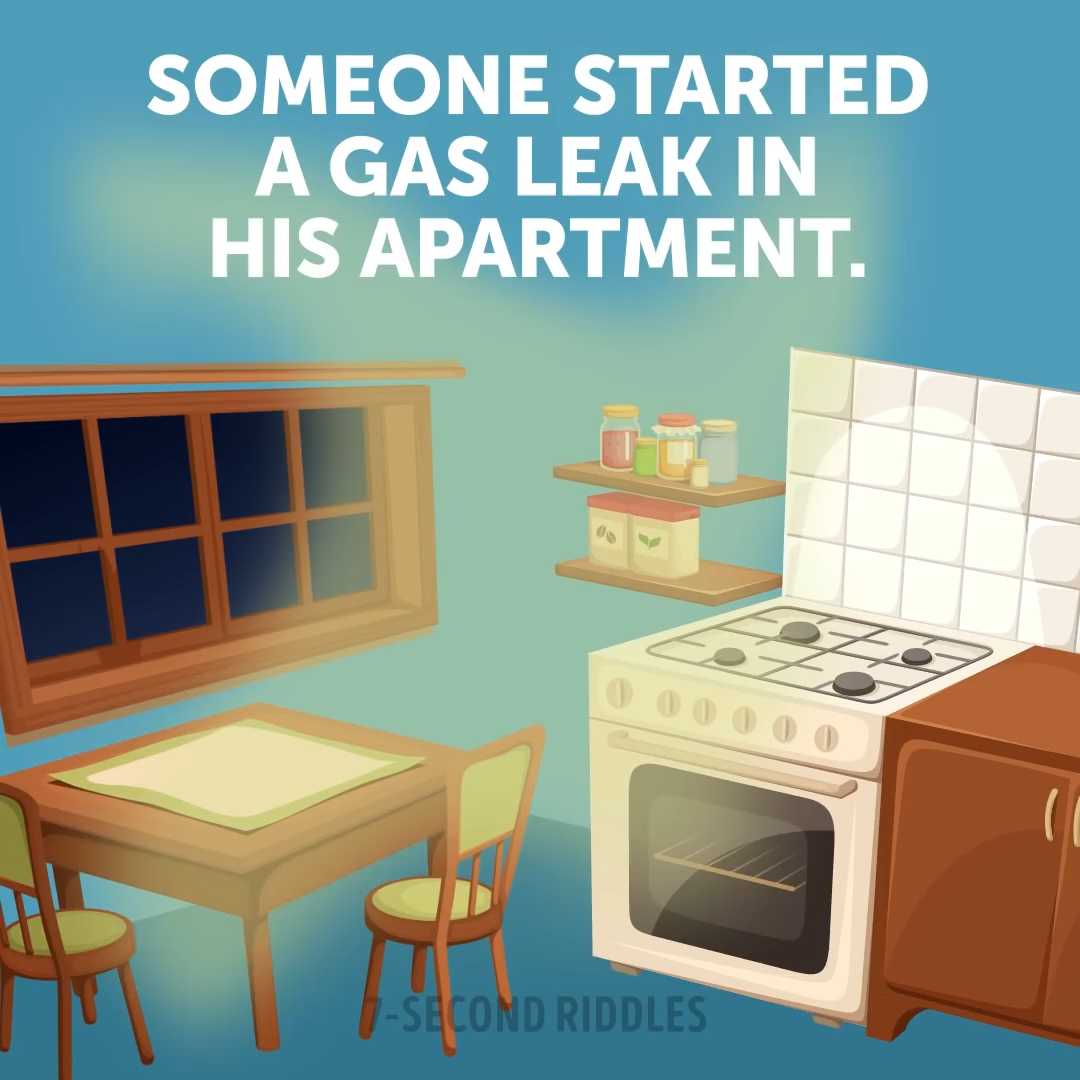 SOMEONE STARTED
A GAS LEAK IN
HIS APARTMENT.
7-SECOND RIDDLES